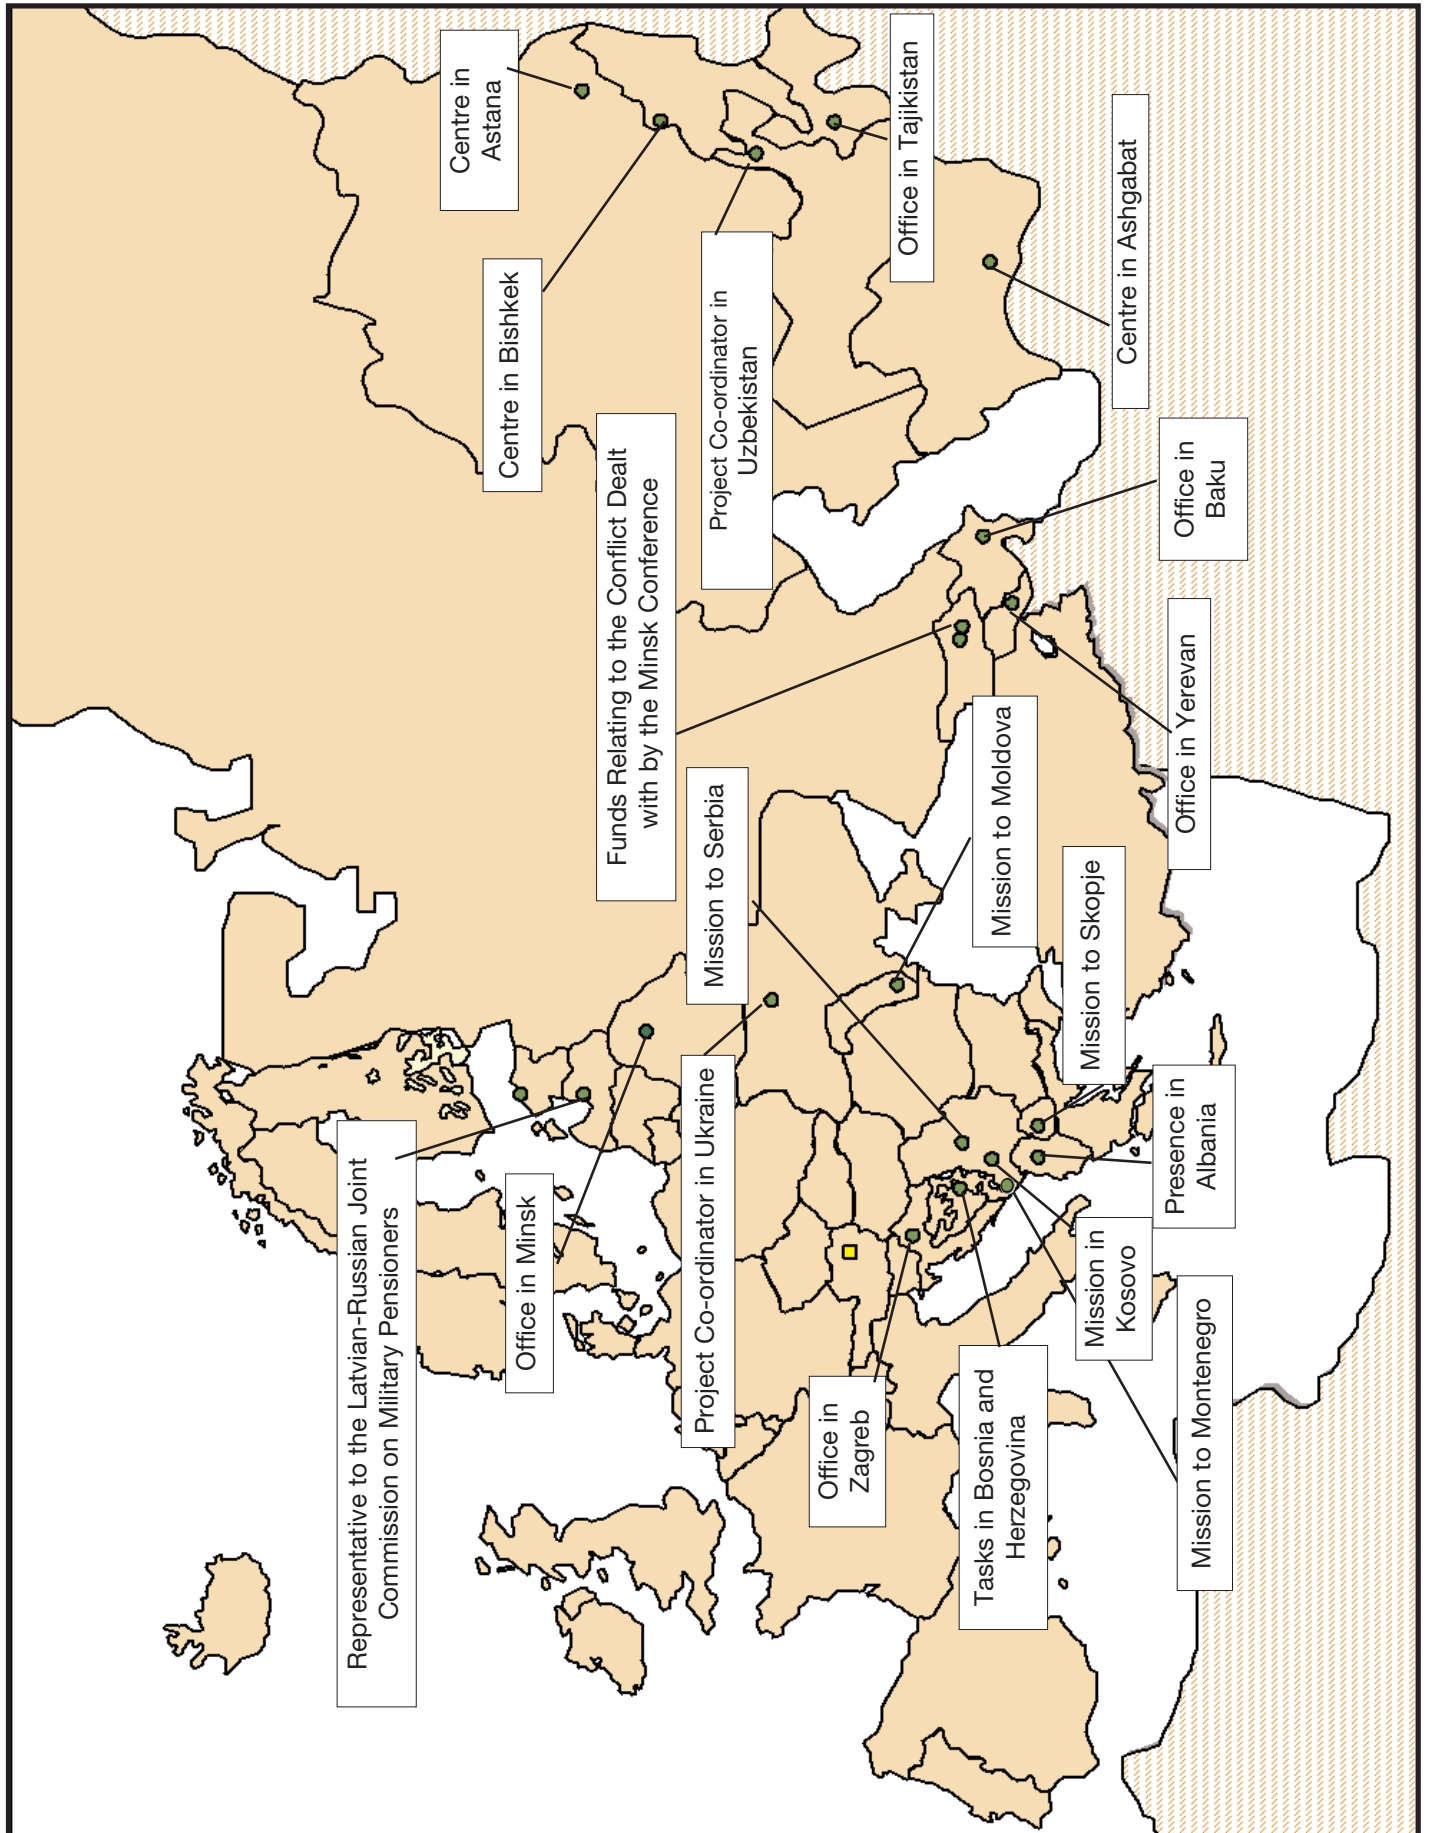 Representative to the Latvian-Russian Joint
Commission on Military Pensioners
Centre in
Astana
Centre in Bishkek
Office in Minsk
Funds Relating to the Conflict Dealt
with by the Minsk Conference
Project Co-ordinator in Ukraine
Mission to Serbia
Project Co-ordinator in
Uzbekistan
Office in
Zagreb
Office in Tajikistan
Tasks in Bosnia and
Herzegovina
Mission to Moldova
Mission to Skopje
Mission in
Kosovo
Centre in Ashgabat
Presence in
Albania
Office in
Baku
Office in Yerevan
Mission to Montenegro